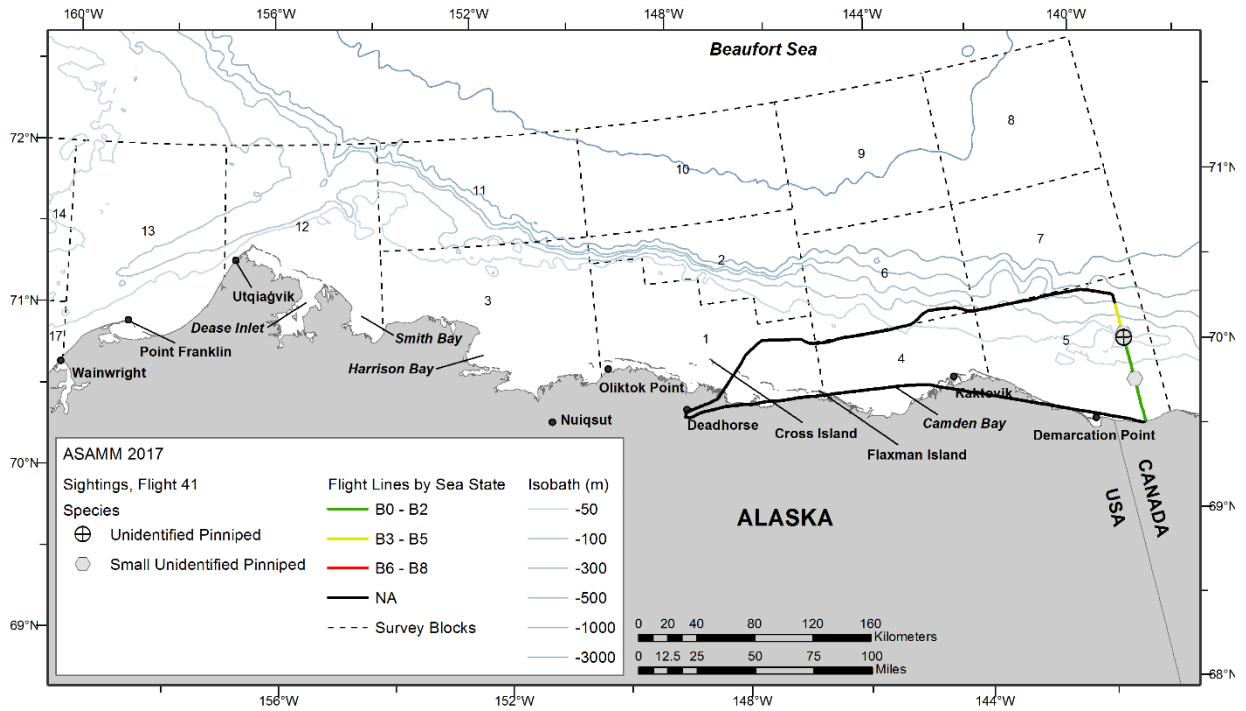 160°W 156°W 152°W 148°W 144°W 140°W
Beaufort Sea
72°N
71°N
70°N
69°N
71°N
70°N
69°N
68°N
8
9
10
11
14
13
12
7
2
6
3
17
1
5
4
Utqiaġvik
Dease Inlet
Smith Bay
Point Franklin
Harrison Bay
Wainwright
Oliktok Point
Nuiqsut
Deadhorse
Kaktovik
Cross Island
Camden Bay
Demarcation Point
Flaxman Island
ALASKA
USA
CANADA
ASAMM 2017
Sightings, Flight 41
Species
Unidentified Pinniped
Small Unidentified Pinniped
Flight Lines by Sea State
B0 - B2
B3 - B5
B6 - B8
NA
Survey Blocks
Isobath (m)
-50
-100
-300
-500
-1000
-3000
0 20 40 80 120 160
Kilometers
0 12.5 25 50 75 100
Miles
156°W 152°W 148°W 144°W